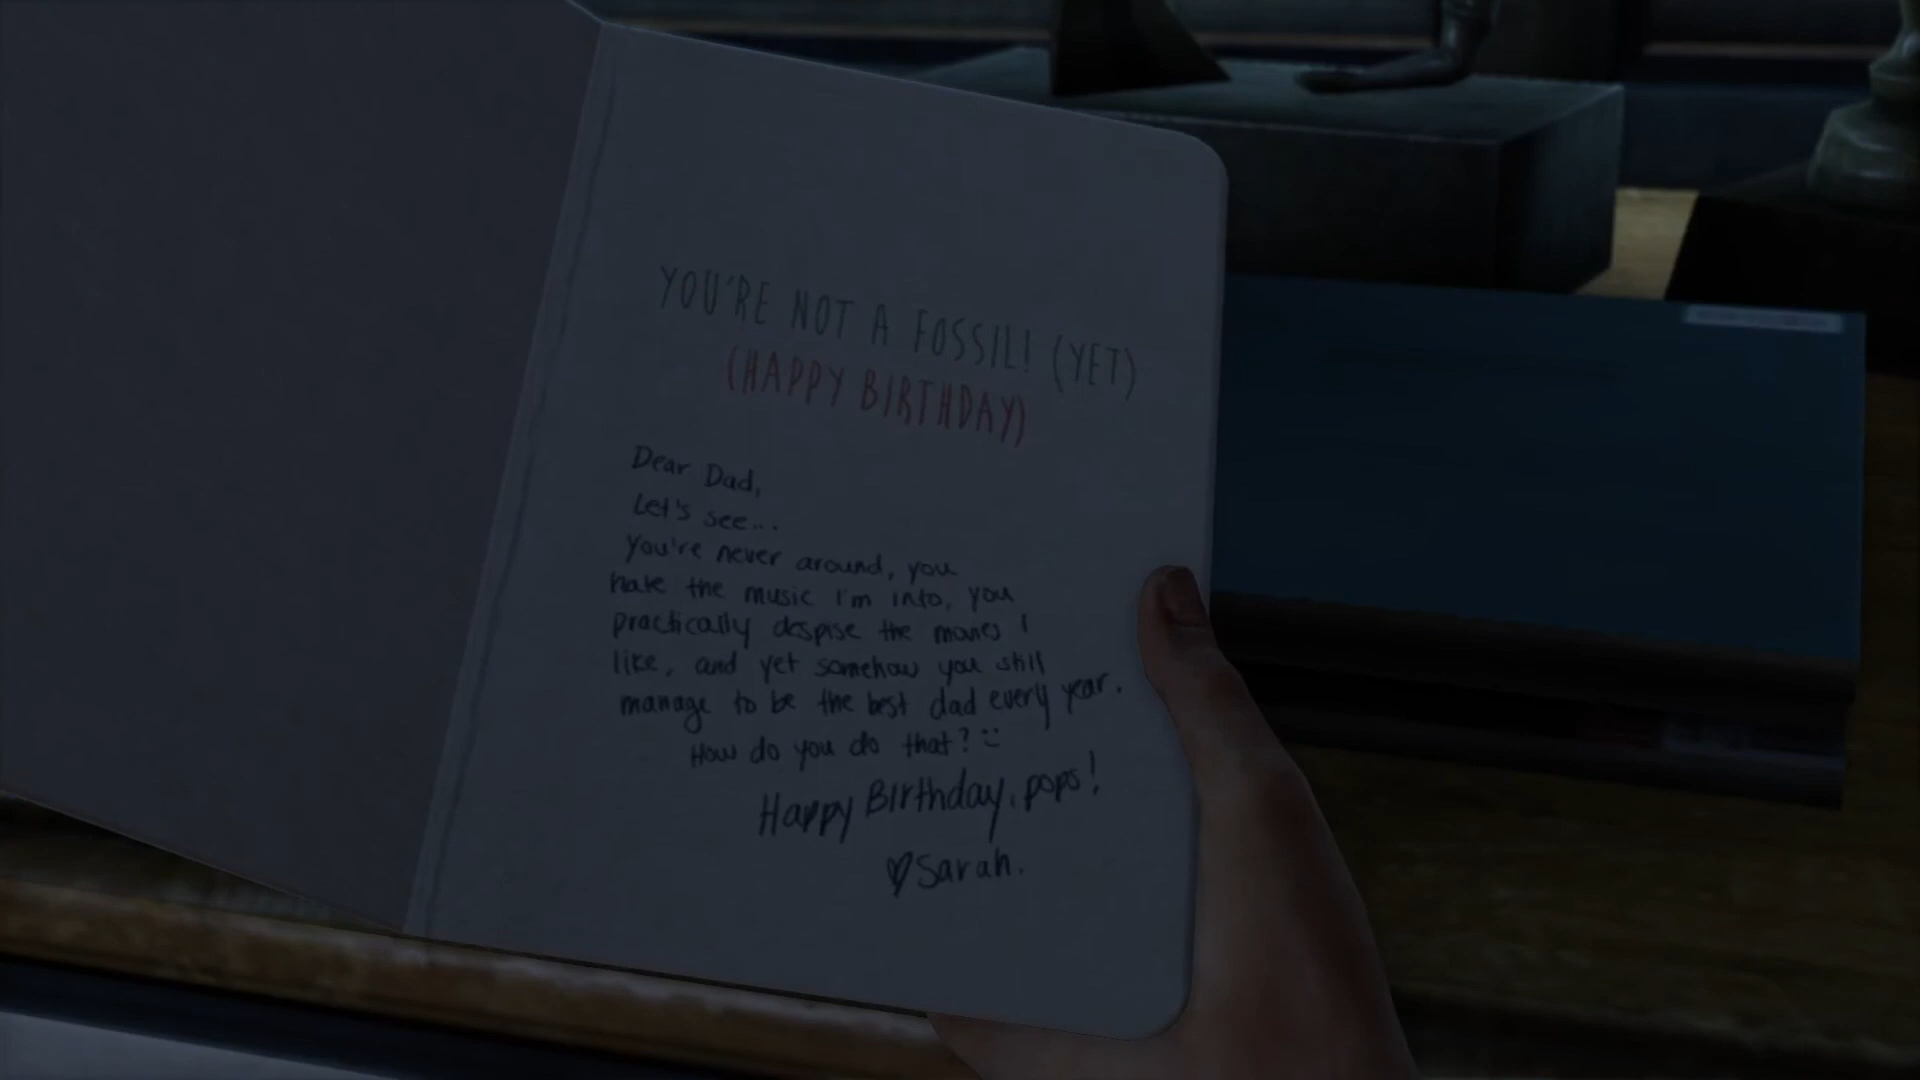 YOU'RE NOT A FOSSIL! (YET)
(HAPPY BIRTHDAY)
Dear Dad,
Let's see...
You're never around, you
hate the music I'm into, you
practically despise the movies I
like, and yet somehow you still
manage to be the best dad every year.
How do you do that? :)
Happy Birthday, pops!
♡Sarah.